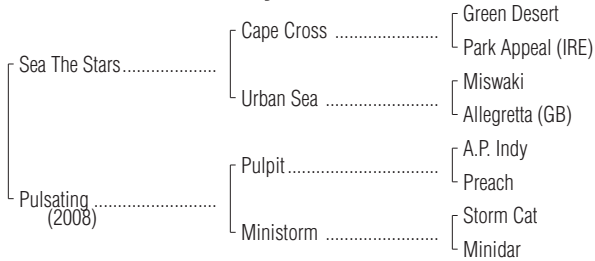 Green Desert
Cape Cross ........................
Park Appeal (IRE)
Sea The Stars......................
Miswaki
Urban Sea ..........................
Allegretta (GB)
A.P. Indy
Pulpit....................................
Preach
Pulsating .............................
(2008)
Storm Cat
Ministorm ..........................
Minidar